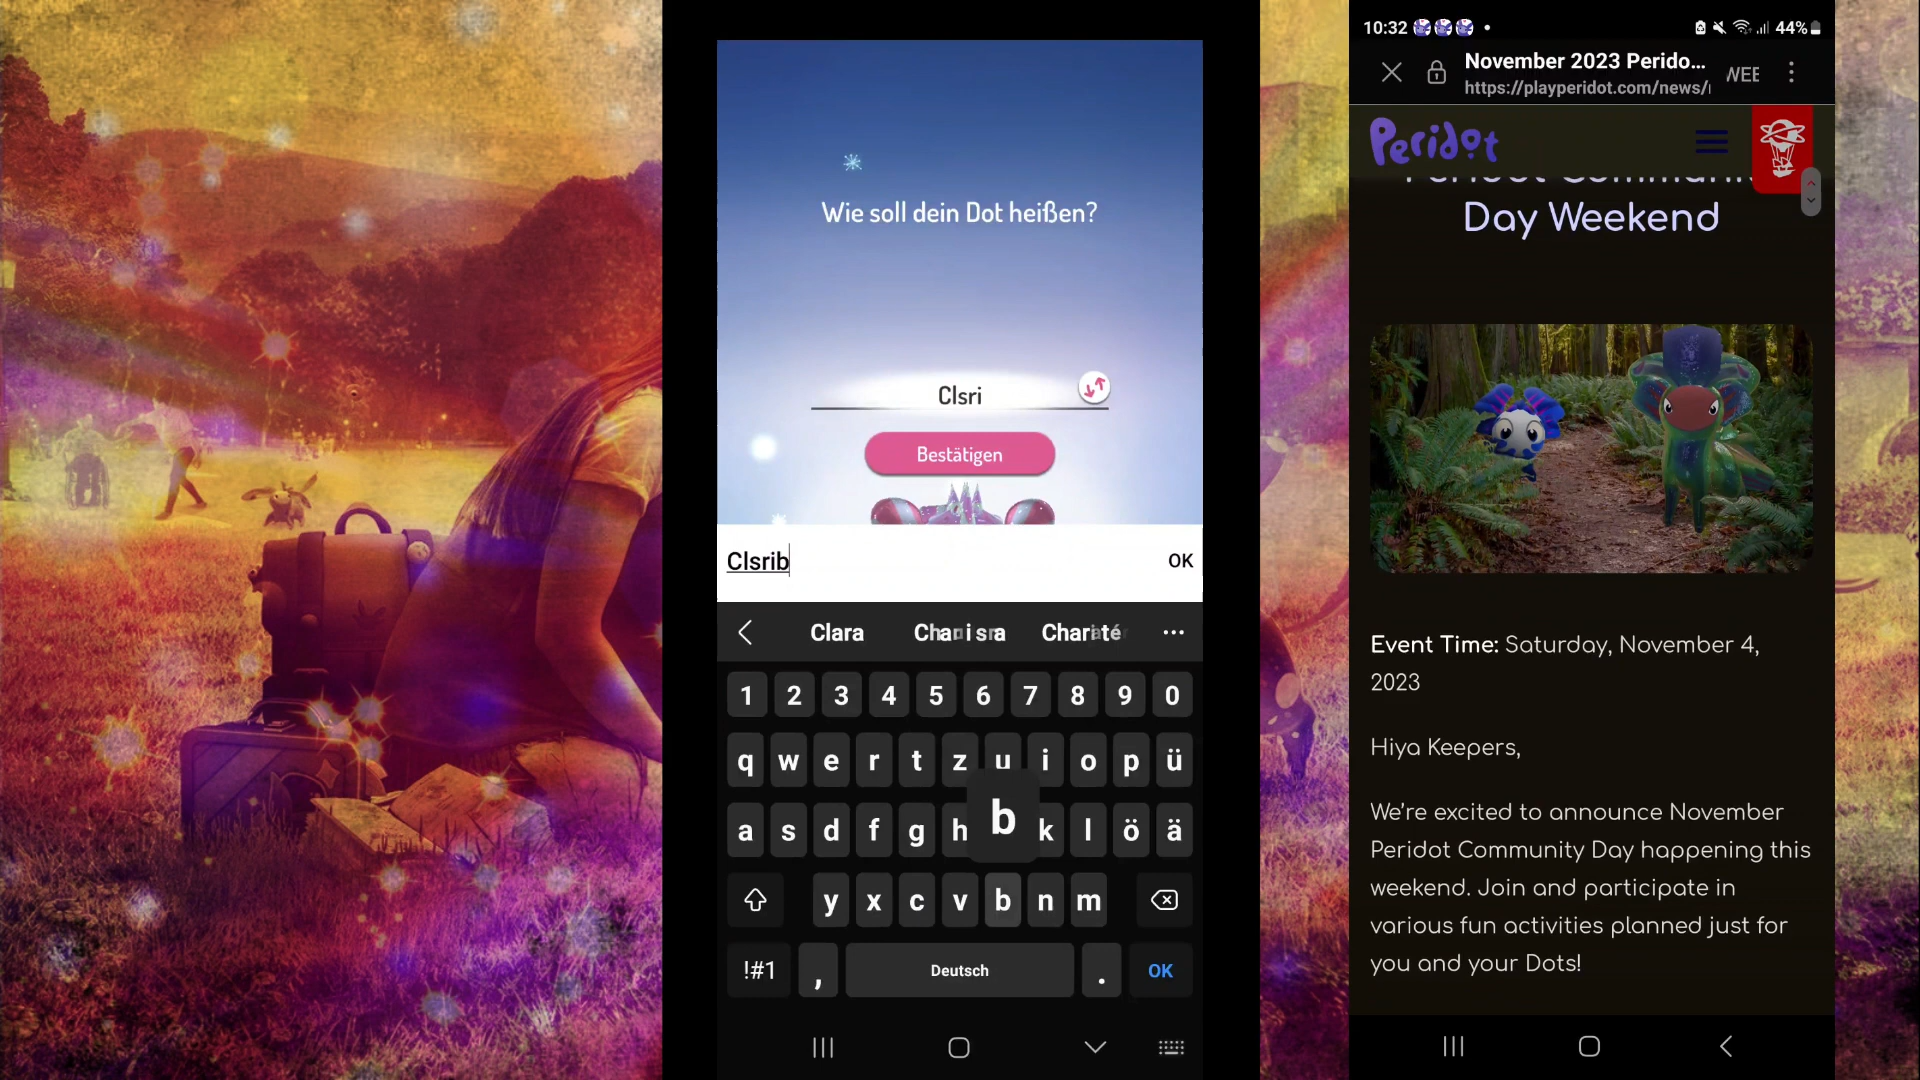 Wie soll dein Dot heißen?
Clsri
Bestätigen
Clsrib
OK
Clara
1 2 3 4 5 6 7 8 9 0
q w e r t z u i o p ü
a s d f g h b k l ö ä
y x c v b n m
!#1 , Deutsch . OK
10:32 44%
November 2023 Perido...
https://playperidot.com/news/
Peridot
Day Weekend
Event Time: Saturday, November 4,
2023
Hiya Keepers,
We're excited to announce November
Peridot Community Day happening this
weekend. Join and participate in
various fun activities planned just for
you and your Dots!